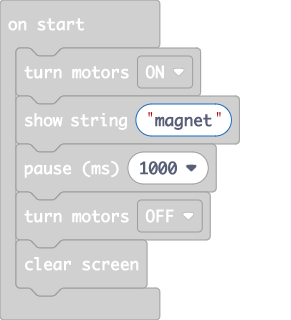 on start
turn motors ON
show string "magnet"
pause (ms) 1000
turn motors OFF
clear screen